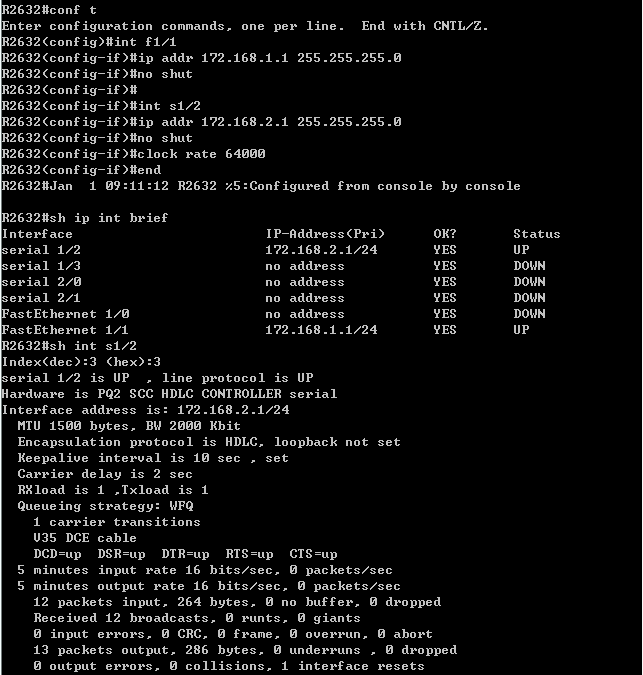 R2632#conf t
Enter configuration commands, one per line.  End with CNTL/Z.
R2632(config)#int f1/1
R2632(config-if)#ip addr 172.168.1.1 255.255.255.0
R2632(config-if)#no shut
R2632(config-if)#
R2632(config-if)#int s1/2
R2632(config-if)#ip addr 172.168.2.1 255.255.255.0
R2632(config-if)#no shut
R2632(config-if)#clock rate 64000
R2632(config-if)#end
R2632#Jan  1 09:11:12 R2632 %5:Configured from console by console
R2632#sh ip int brief
Interface                        IP-Address(Pri)      OK?       Status
serial 1/2                       172.168.2.1/24       YES       UP
serial 1/3                       no address           YES       DOWN
serial 2/0                       no address           YES       DOWN
serial 2/1                       no address           YES       DOWN
FastEthernet 1/0                 no address           YES       DOWN
FastEthernet 1/1                 172.168.1.1/24       YES       UP
R2632#sh int s1/2
Index(dec):3 (hex):3
serial 1/2 is UP  , line protocol is UP
Hardware is PQ2 SCC HDLC CONTROLLER serial
Interface address is: 172.168.2.1/24
  MTU 1500 bytes, BW 2000 Kbit
  Encapsulation protocol is HDLC, loopback not set
  Keepalive interval is 10 sec , set
  Carrier delay is 2 sec
  RXload is 1 ,Txload is 1
  Queueing strategy: WFQ
    1 carrier transitions
    V35 DCE cable
    DCD=up  DSR=up  DTR=up  RTS=up  CTS=up
  5 minutes input rate 16 bits/sec, 0 packets/sec
  5 minutes output rate 16 bits/sec, 0 packets/sec
    12 packets input, 264 bytes, 0 no buffer, 0 dropped
    Received 12 broadcasts, 0 runts, 0 giants
    0 input errors, 0 CRC, 0 frame, 0 overrun, 0 abort
    13 packets output, 286 bytes, 0 underruns , 0 dropped
    0 output errors, 0 collisions, 1 interface resets